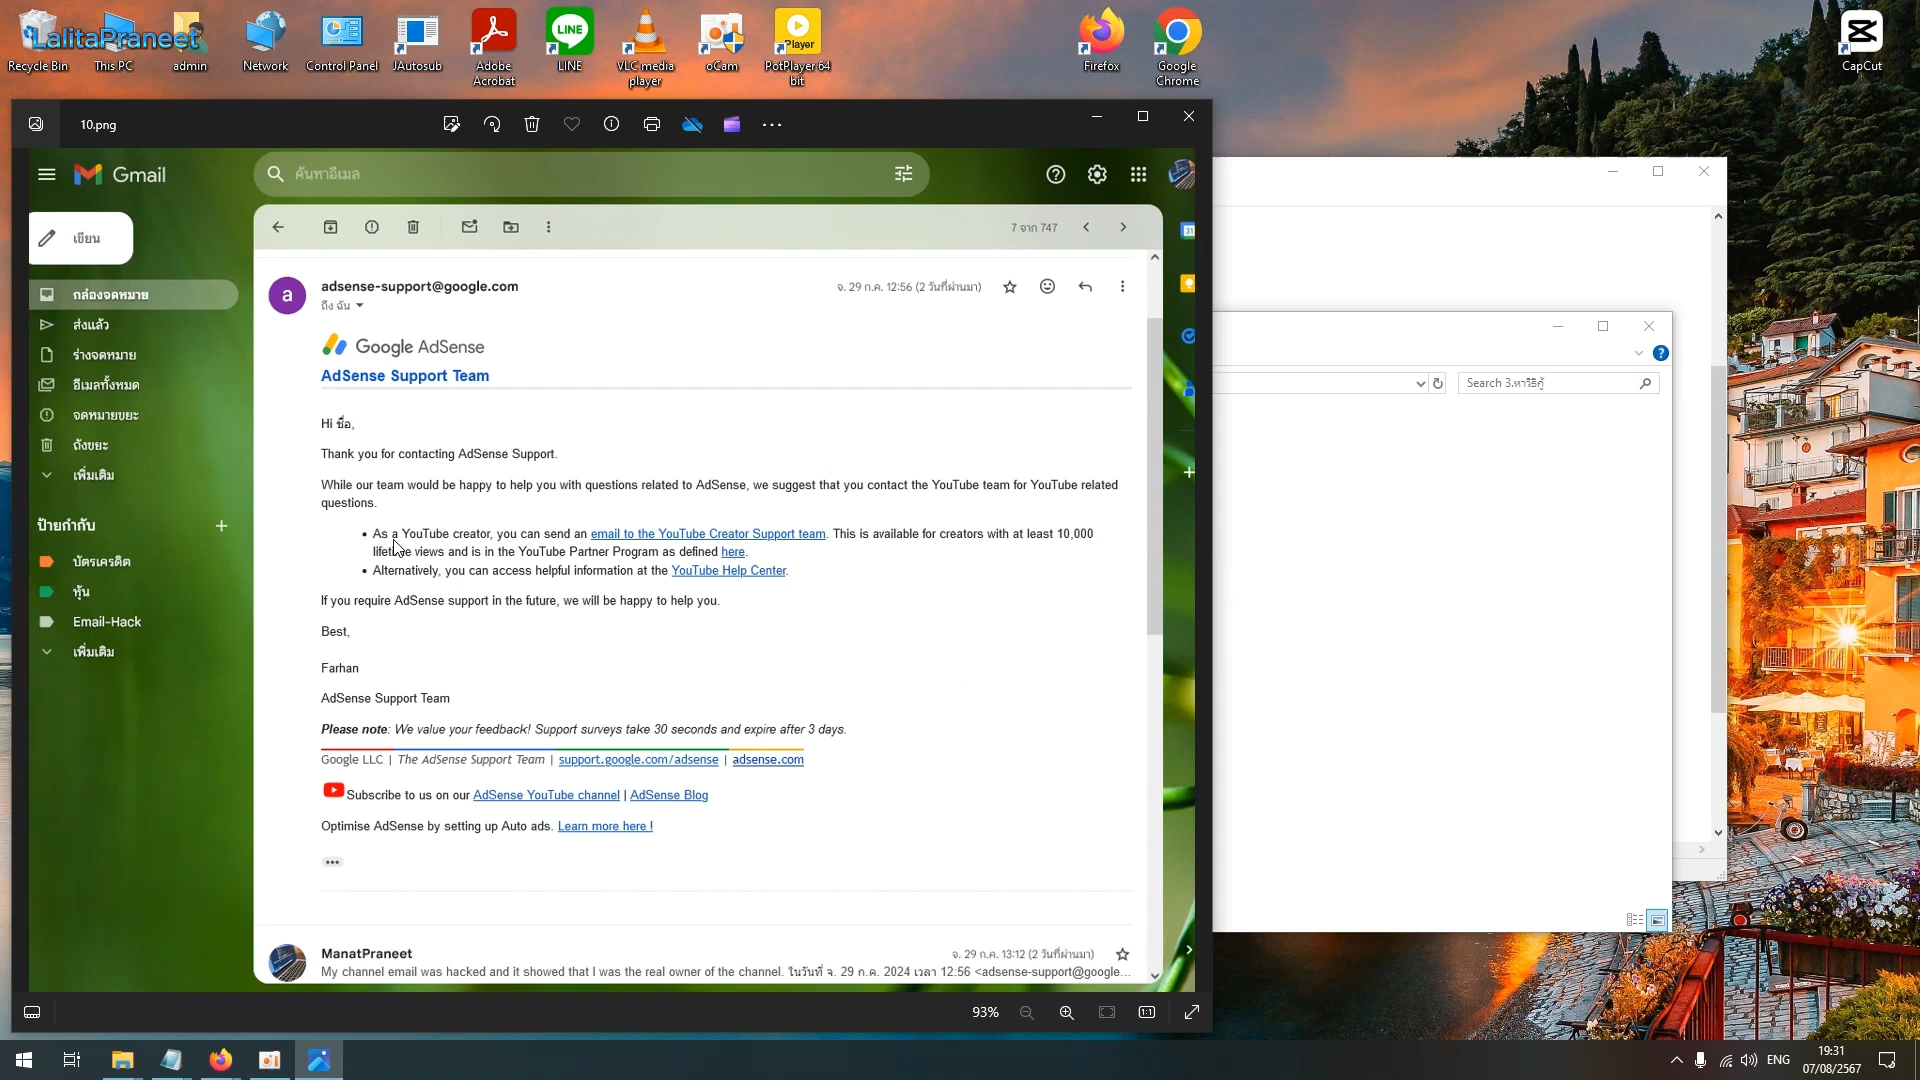 LalitaPraneet
Recycle Bin
This PC
admin
Network
Control Panel
JAutosub
Adobe
Acrobat
LINE
VLC media
player
oCam
Player
PotPlayer 64
bit
Firefox
Google
Chrome
CapCut
10.png
Gmail
ค้นหาอีเมล
เขียน
กล่องจดหมาย
ส่งแล้ว
ร่างจดหมาย
อีเมลทั้งหมด
จดหมายขยะ
ถังขยะ
เพิ่มเติม
ป้ายกำกับ
บัตรเครดิต
หุ้น
Email-Hack
เพิ่มเติม
7 จาก 747
31
a
adsense-support@google.com
จ. 29 ก.ค. 12:56 (2 วันที่ผ่านมา)
ถึง ฉัน
Google AdSense
AdSense Support Team
Hi ชื่อ,
Thank you for contacting AdSense Support.
While our team would be happy to help you with questions related to AdSense, we suggest that you contact the YouTube team for YouTube related
questions.
• As a YouTube creator, you can send an email to the YouTube Creator Support team. This is available for creators with at least 10,000
lifetime views and is in the YouTube Partner Program as defined here.
• Alternatively, you can access helpful information at the YouTube Help Center.
If you require AdSense support in the future, we will be happy to help you.
Best,
Farhan
AdSense Support Team
Please note: We value your feedback! Support surveys take 30 seconds and expire after 3 days.
Google LLC | The AdSense Support Team | support.google.com/adsense | adsense.com
Subscribe to us on our AdSense YouTube channel | AdSense Blog
Optimise AdSense by setting up Auto ads. Learn more here !
ManatPraneet
จ. 29 ก.ค. 13:12 (2 วันที่ผ่านมา)
My channel email was hacked and it showed that I was the real owner of the channel. ในวันที่ จ. 29 ก.ค. 2024 เวลา 12:56 <adsense-support@google...
93%
1:1
Search 3.หาวิธีกู้
ENG
19:31
07/08/2567